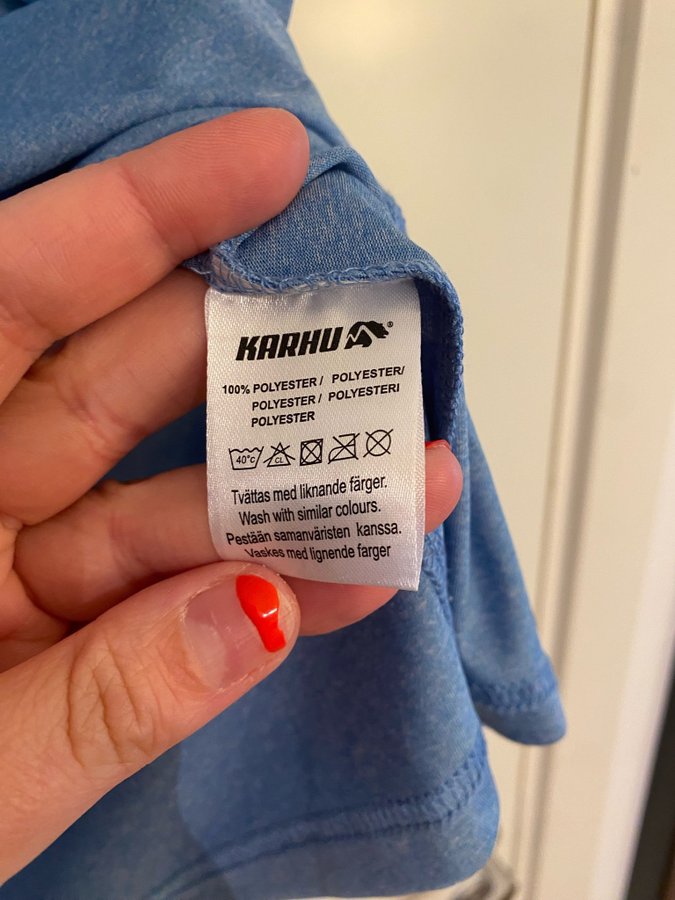 KARHU®
100% POLYESTER / POLYESTER/
POLYESTER / POLYESTERI
POLYESTER
40°C CL
Tvättas med liknande färger.
Wash with similar colours.
Pestään samanväristen kanssa.
Vaskes med lignende farger